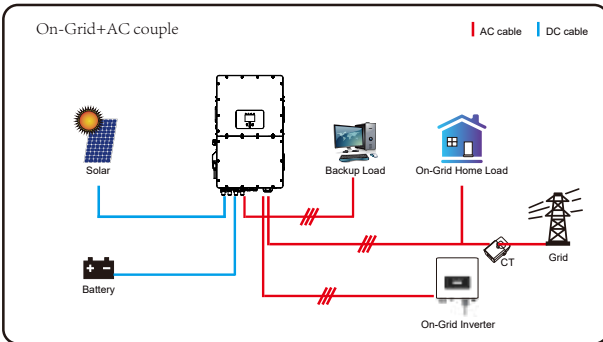 On-Grid+AC couple
AC cable
DC cable
Solar
Backup Load
On-Grid Home Load
CT
Grid
Battery
On-Grid Inverter